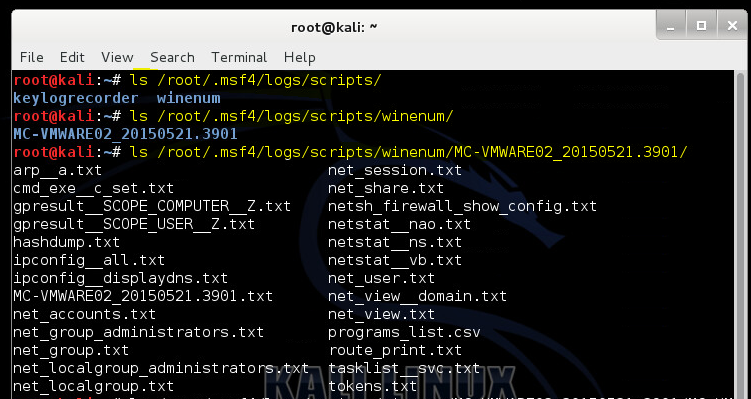 root@kali: ~
File Edit View Search Terminal Help
root@kali:~# ls /root/.msf4/logs/scripts/
keylogrecorder winenum
root@kali:~# ls /root/.msf4/logs/scripts/winenum/
MC-VMWARE02_20150521.3901
root@kali:~# ls /root/.msf4/logs/scripts/winenum/MC-VMWARE02_20150521.3901/
arp__a.txt net_session.txt
cmd_exe__c_set.txt net_share.txt
gpresult__SCOPE_COMPUTER__Z.txt netsh_firewall_show_config.txt
gpresult__SCOPE_USER__Z.txt netstat__nao.txt
hashdump.txt netstat__ns.txt
ipconfig__all.txt netstat__vb.txt
ipconfig__displaydns.txt net_user.txt
MC-VMWARE02_20150521.3901.txt net_view__domain.txt
net_accounts.txt net_view.txt
net_group_administrators.txt programs_list.csv
net_group.txt route_print.txt
net_localgroup_administrators.txt tasklist__svc.txt
net_localgroup.txt tokens.txt
KALI LINUX